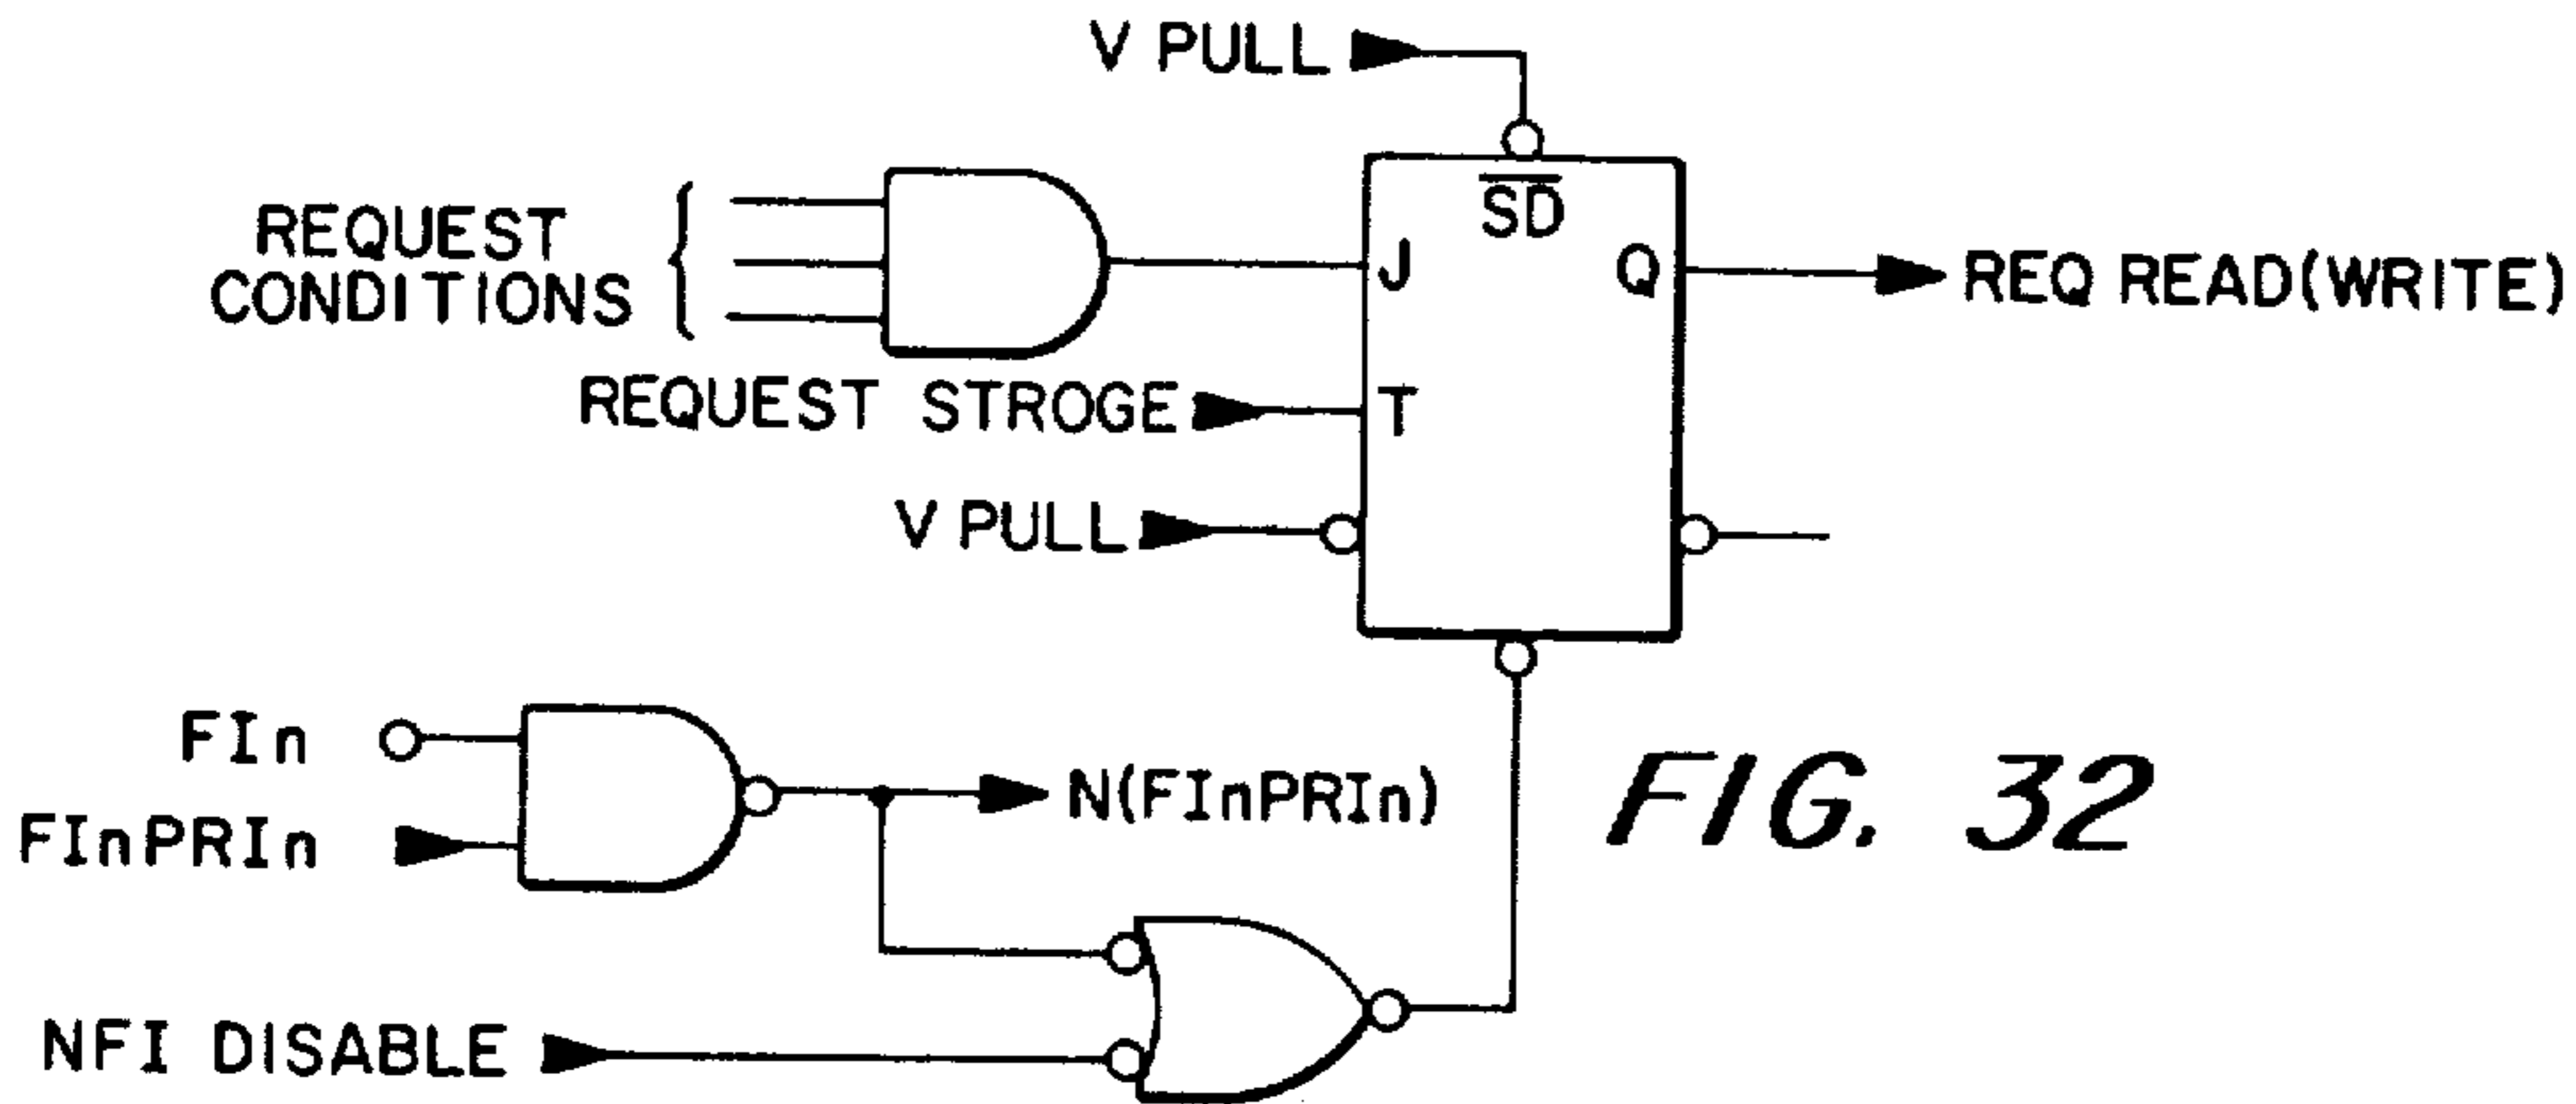 V PULL
REQUEST
CONDITIONS
SD
J
Q
REQ READ(WRITE)
REQUEST STROGE
T
V PULL
FIn
FInPRIn
N(FInPRIn)
FIG. 32
NFI DISABLE